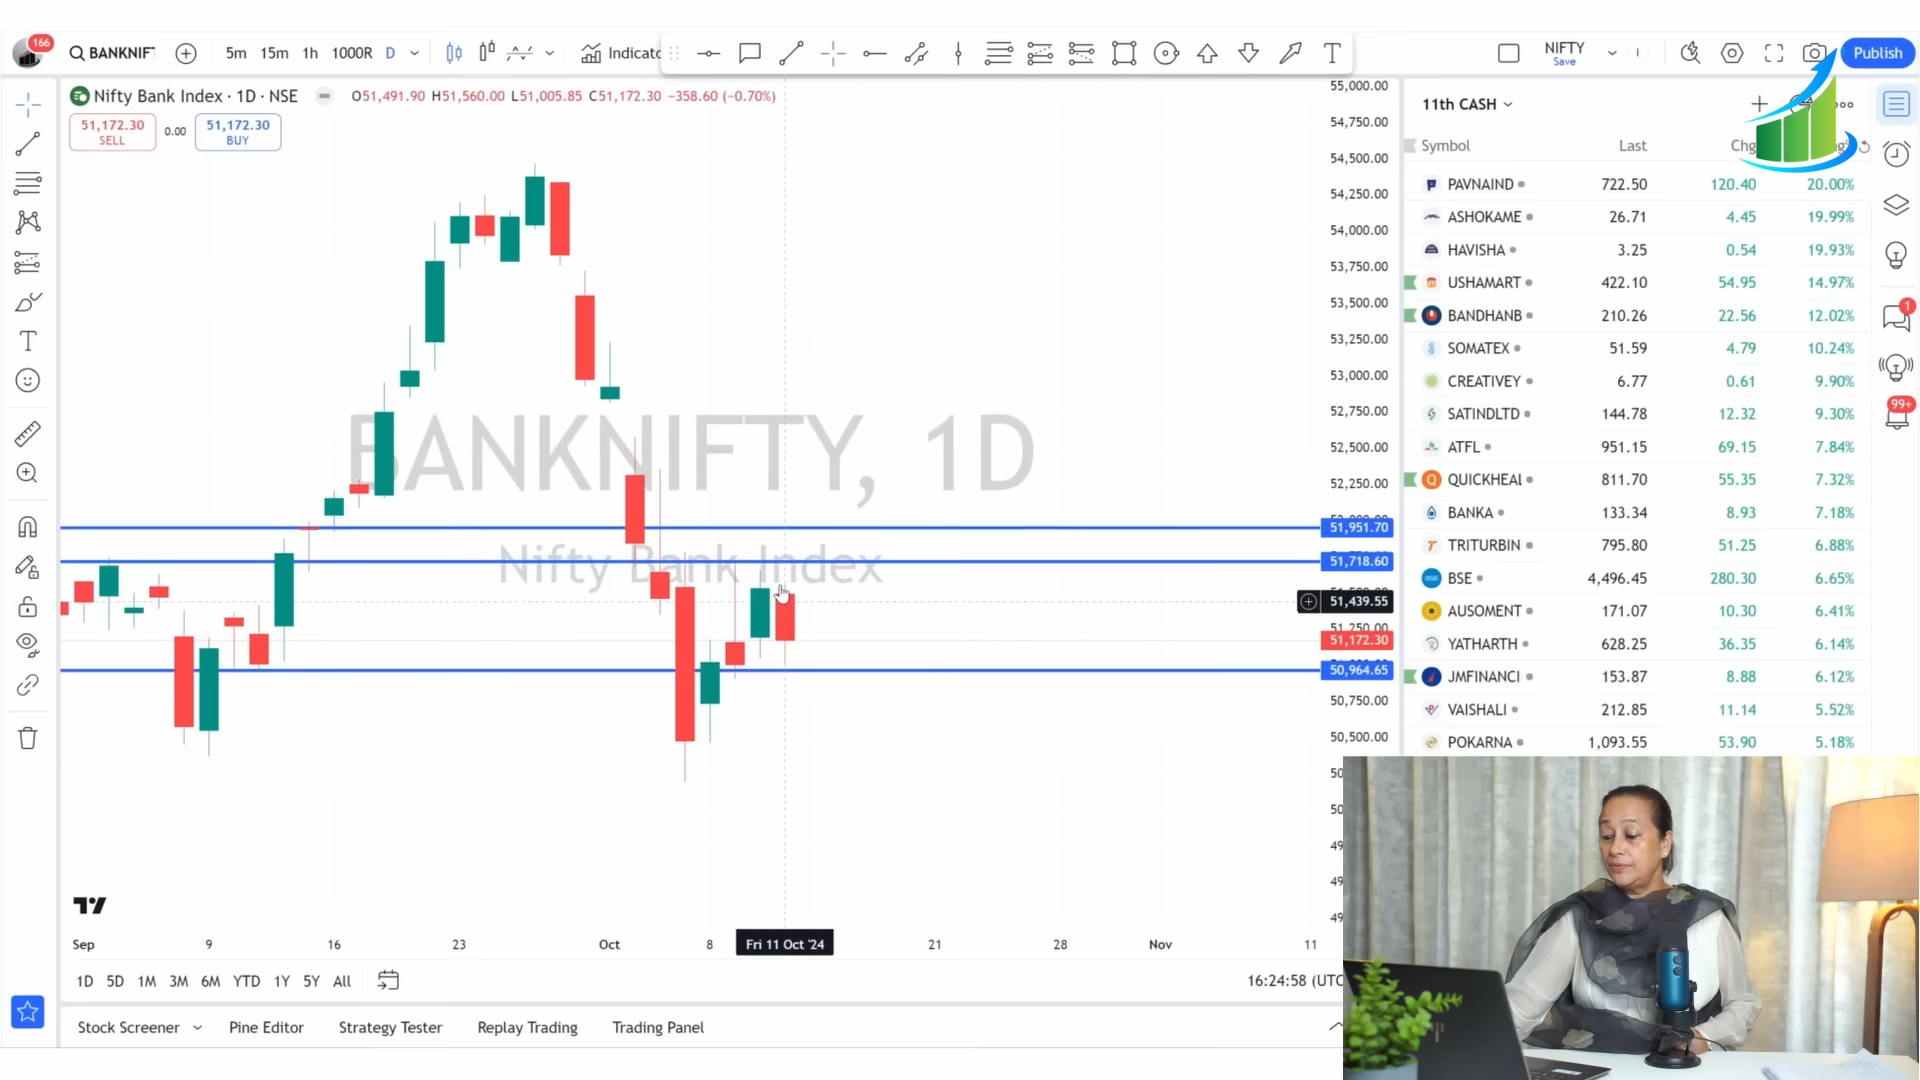 166
BANKNIF
5m 15m 1h 1000R D
Indicato
NIFTY
Save
Publish
Nifty Bank Index · 1D · NSE
O51,491.90 H51,560.00 L51,005.85 C51,172.30 −358.60 (−0.70%)
51,172.30
SELL
0.00
51,172.30
BUY
BANKNIFTY, 1D
Nifty Bank Index
55,000.00
54,750.00
54,500.00
54,250.00
54,000.00
53,750.00
53,500.00
53,250.00
53,000.00
52,750.00
52,500.00
52,250.00
51,951.70
51,718.60
51,439.55
51,250.00
51,172.30
50,964.65
50,750.00
50,500.00
Sep 9 16 23 Oct 8 Fri 11 Oct '24 21 28 Nov 11
1D 5D 1M 3M 6M YTD 1Y 5Y All
16:24:58 (UTC
Stock Screener Pine Editor Strategy Tester Replay Trading Trading Panel
11th CASH
Symbol Last Chg
PAVNAIND 722.50 120.40 20.00%
ASHOKAME 26.71 4.45 19.99%
HAVISHA 3.25 0.54 19.93%
USHAMART 422.10 54.95 14.97%
BANDHANB 210.26 22.56 12.02%
SOMATEX 51.59 4.79 10.24%
CREATIVEY 6.77 0.61 9.90%
SATINDLTD 144.78 12.32 9.30%
ATFL 951.15 69.15 7.84%
QUICKHEAL 811.70 55.35 7.32%
BANKA 133.34 8.93 7.18%
TRITURBIN 795.80 51.25 6.88%
BSE 4,496.45 280.30 6.65%
AUSOMENT 171.07 10.30 6.41%
YATHARTH 628.25 36.35 6.14%
JMFINANCI 153.87 8.88 6.12%
VAISHALI 212.85 11.14 5.52%
POKARNA 1,093.55 53.90 5.18%
1
99+